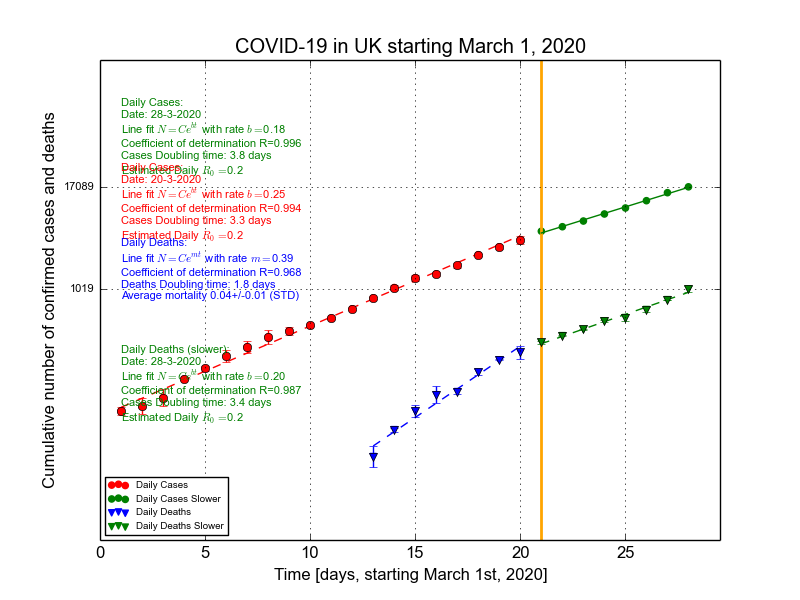 COVID-19 in UK starting March 1, 2020
Cumulative number of confirmed cases and deaths
Daily Cases:
Date: 28-3-2020
Line fit N=Ce^{bt} with rate b=0.18
Coefficient of determination R=0.996
Cases Doubling time: 3.8 days
Estimated Daily R_0=0.2
Daily Cases:
Date: 20-3-2020
Line fit N=Ce^{bt} with rate b=0.25
Coefficient of determination R=0.994
Cases Doubling time: 3.3 days
Estimated Daily R_0=0.2
Daily Deaths:
Line fit N=Ce^{mt} with rate m=0.39
Coefficient of determination R=0.968
Deaths Doubling time: 1.8 days
Average mortality 0.04+/-0.01 (STD)
Daily Deaths (slower):
Date: 28-3-2020
Line fit N=Ce^{bt} with rate b=0.20
Coefficient of determination R=0.987
Cases Doubling time: 3.4 days
Estimated Daily R_0=0.2
17089
1019
Daily Cases
Daily Cases Slower
Daily Deaths
Daily Deaths Slower
0 5 10 15 20 25
Time [days, starting March 1st, 2020]